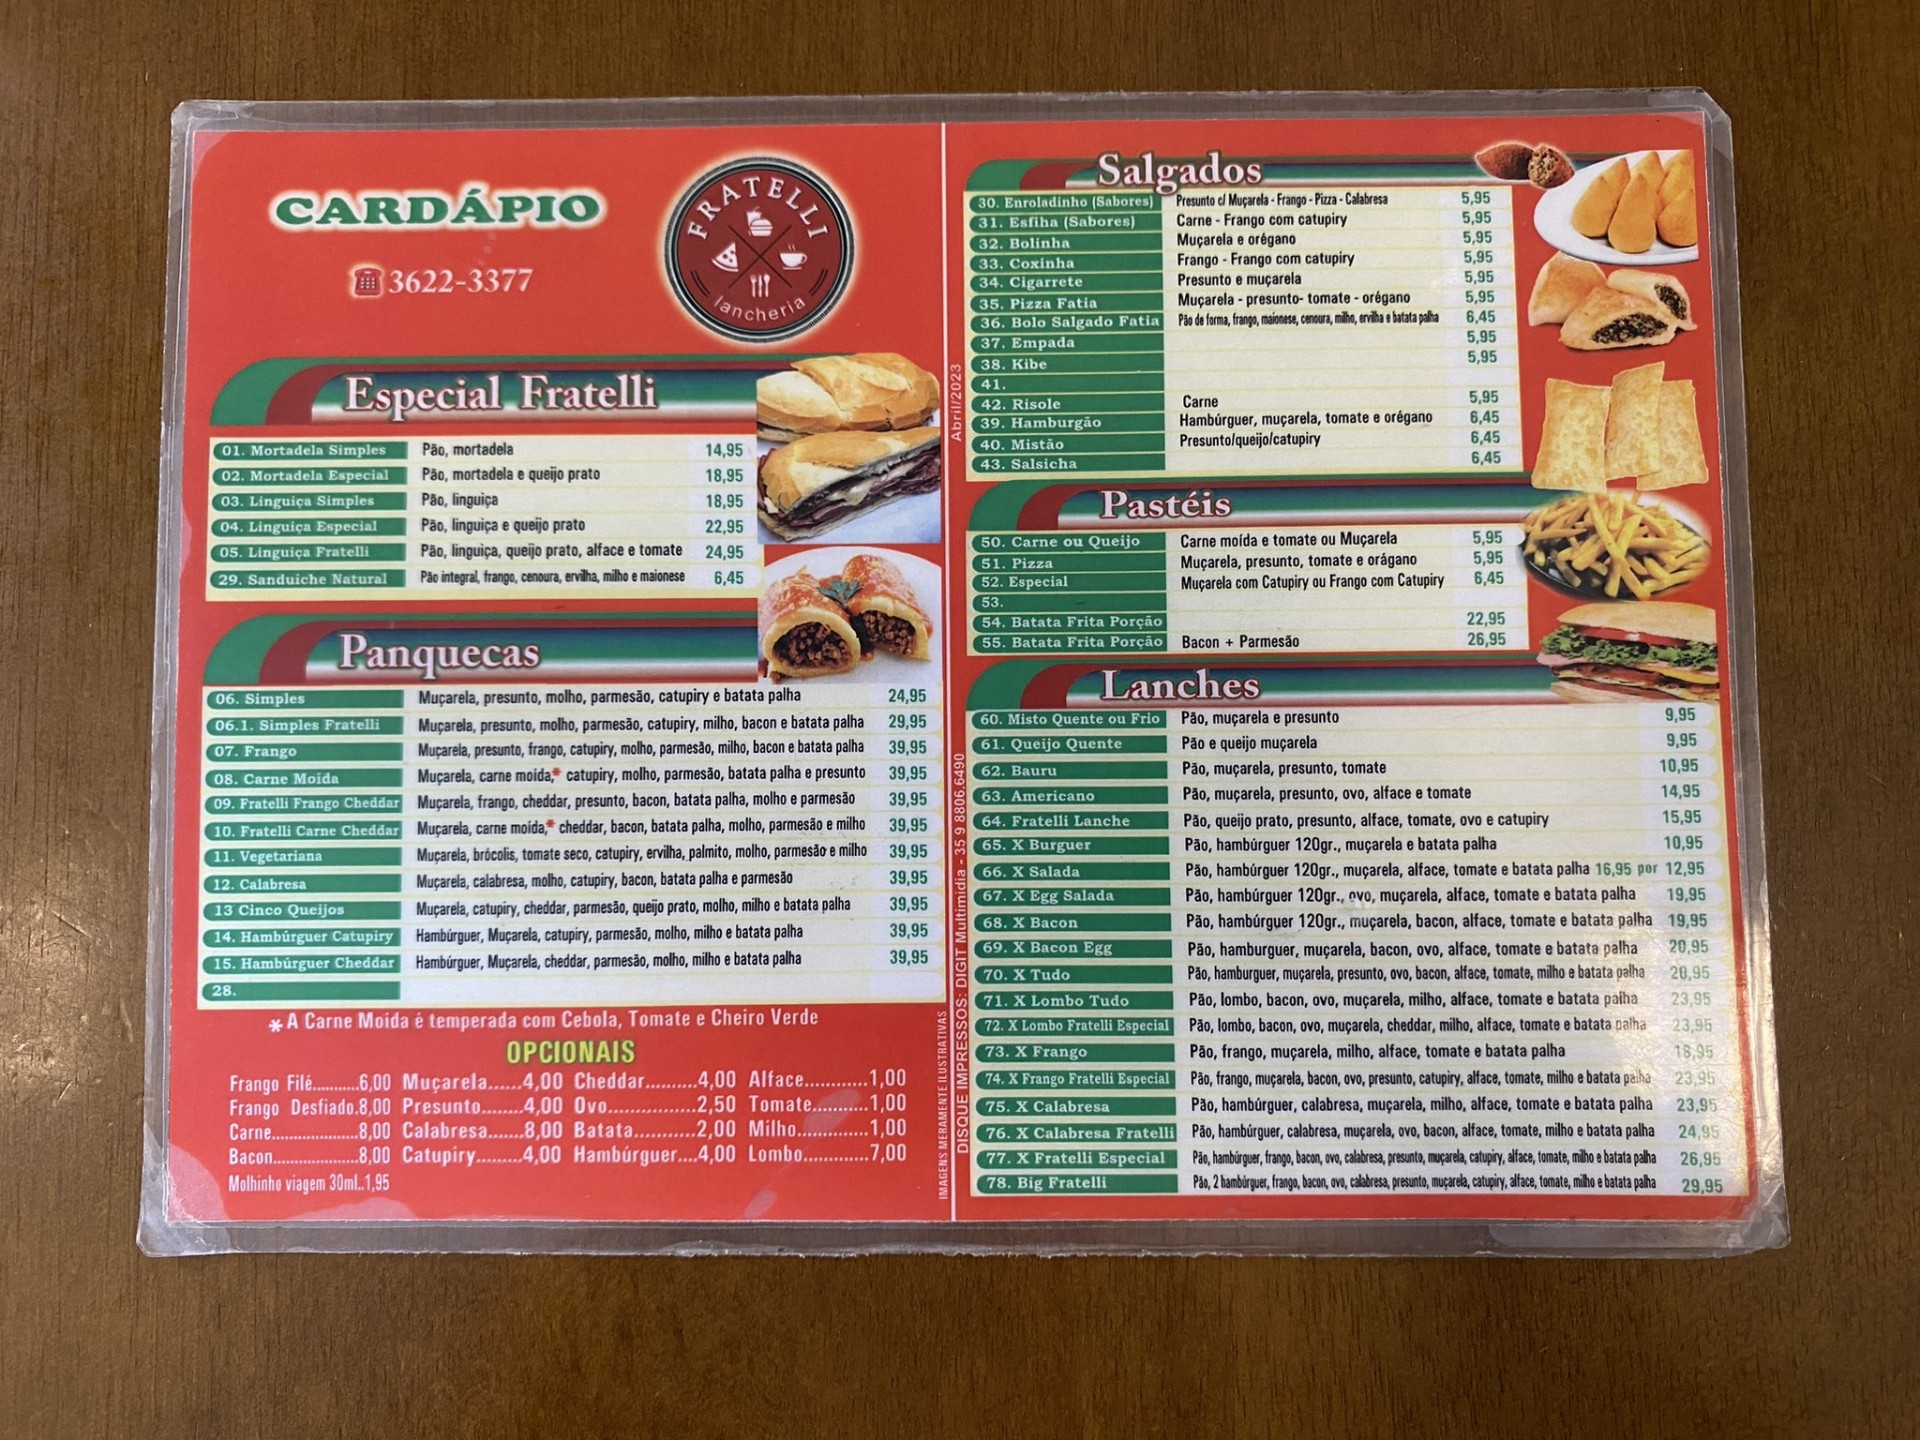 CARDÁPIO
3622-3377
FRATELLI
lancheria
Especial Fratelli
01. Mortadela Simples Pão, mortadela 14,95
02. Mortadela Especial Pão, mortadela e queijo prato 18,95
03. Linguiça Simples Pão, linguiça 18,95
04. Linguiça Especial Pão, linguiça e queijo prato 22,95
05. Linguiça Fratelli Pão, linguiça, queijo prato, alface e tomate 24,95
29. Sanduiche Natural Pão integral, frango, cenoura, ervilha, milho e maionese 6,45
Panquecas
06. Simples Muçarela, presunto, molho, parmesão, catupiry e batata palha 24,95
06.1. Simples Fratelli Muçarela, presunto, molho, parmesão, catupiry, milho, bacon e batata palha 29,95
07. Frango Muçarela, presunto, frango, catupiry, molho, parmesão, milho, bacon e batata palha 39,95
08. Carne Moída Muçarela, carne moída,* catupiry, molho, parmesão, batata palha e presunto 39,95
09. Fratelli Frango Cheddar Muçarela, frango, cheddar, presunto, bacon, batata palha, molho e parmesão 39,95
10. Fratelli Carne Cheddar Muçarela, carne moída,* cheddar, bacon, batata palha, molho, parmesão e milho 39,95
11. Vegetariana Muçarela, brócolis, tomate seco, catupiry, ervilha, palmito, molho, parmesão e milho 39,95
12. Calabresa Muçarela, calabresa, molho, catupiry, bacon, batata palha e parmesão 39,95
13 Cinco Queijos Muçarela, catupiry, cheddar, parmesão, queijo prato, molho, milho e batata palha 39,95
14. Hambúrguer Catupiry Hambúrguer, Muçarela, catupiry, parmesão, molho, milho e batata palha 39,95
15. Hambúrguer Cheddar Hambúrguer, Muçarela, cheddar, parmesão, molho, milho e batata palha 39,95
28.
* A Carne Moída é temperada com Cebola, Tomate e Cheiro Verde
OPCIONAIS
Frango Filé...........6,00 Muçarela......4,00 Cheddar..........4,00 Alface............1,00
Frango Desfiado.8,00 Presunto........4,00 Ovo.................2,50 Tomate...........1,00
Carne.....................8,00 Calabresa.......8,00 Batata............2,00 Milho..............1,00
Bacon.....................8,00 Catupiry.........4,00 Hambúrguer....4,00 Lombo.............7,00
Molhinho viagem 30ml..1,95
IMAGENS MERAMENTE ILUSTRATIVAS
Abril/2023
DISQUE IMPRESSOS: DIGIT Multimidia - 35 9 8806.6490
Salgados
30. Enroladinho (Sabores) Presunto c/ Muçarela - Frango - Pizza - Calabresa 5,95
31. Esfiha (Sabores) Carne - Frango com catupiry 5,95
32. Bolinha Muçarela e orégano 5,95
33. Coxinha Frango - Frango com catupiry 5,95
34. Cigarrete Presunto e muçarela 5,95
35. Pizza Fatia Muçarela - presunto- tomate - orégano 5,95
36. Bolo Salgado Fatia Pão de forma, frango, maionese, cenoura, milho, ervilha e batata palha 6,45
37. Empada 5,95
38. Kibe 5,95
41.
42. Risole Carne 5,95
39. Hamburgão Hambúrguer, muçarela, tomate e orégano 6,45
40. Mistão Presunto/queijo/catupiry 6,45
43. Salsicha 6,45
Pastéis
50. Carne ou Queijo Carne moída e tomate ou Muçarela 5,95
51. Pizza Muçarela, presunto, tomate e orágano 5,95
52. Especial Muçarela com Catupiry ou Frango com Catupiry 6,45
53.
54. Batata Frita Porção 22,95
55. Batata Frita Porção Bacon + Parmesão 26,95
Lanches
60. Misto Quente ou Frio Pão, muçarela e presunto 9,95
61. Queijo Quente Pão e queijo muçarela 9,95
62. Bauru Pão, muçarela, presunto, tomate 10,95
63. Americano Pão, muçarela, presunto, ovo, alface e tomate 14,95
64. Fratelli Lanche Pão, queijo prato, presunto, alface, tomate, ovo e catupiry 15,95
65. X Burguer Pão, hambúrguer 120gr., muçarela e batata palha 10,95
66. X Salada Pão, hambúrguer 120gr., muçarela, alface, tomate e batata palha 16,95 por 12,95
67. X Egg Salada Pão, hambúrguer 120gr., ovo, muçarela, alface, tomate e batata palha 19,95
68. X Bacon Pão, hambúrguer 120gr., muçarela, bacon, alface, tomate e batata palha 19,95
69. X Bacon Egg Pão, hamburguer, muçarela, bacon, ovo, alface, tomate e batata palha 20,95
70. X Tudo Pão, hamburguer, muçarela, presunto, ovo, bacon, alface, tomate, milho e batata palha 20,95
71. X Lombo Tudo Pão, lombo, bacon, ovo, muçarela, milho, alface, tomate e batata palha 23,95
72. X Lombo Fratelli Especial Pão, lombo, bacon, ovo, muçarela, cheddar, milho, alface, tomate e batata palha 23,95
73. X Frango Pão, frango, muçarela, milho, alface, tomate e batata palha 18,95
74. X Frango Fratelli Especial Pão, frango, muçarela, bacon, ovo, presunto, catupiry, alface, tomate, milho e batata palha 23,95
75. X Calabresa Pão, hambúrguer, calabresa, muçarela, milho, alface, tomate e batata palha 23,95
76. X Calabresa Fratelli Pão, hambúrguer, calabresa, muçarela, ovo, bacon, alface, tomate, milho e batata palha 24,95
77. X Fratelli Especial Pão, hambúrguer, frango, bacon, ovo, calabresa, presunto, muçarela, catupiry, alface, tomate, milho e batata palha 26,95
78. Big Fratelli Pão, 2 hambúrguer, frango, bacon, ovo, calabresa, presunto, muçarela, catupiry, alface, tomate, milho e batata palha 29,95